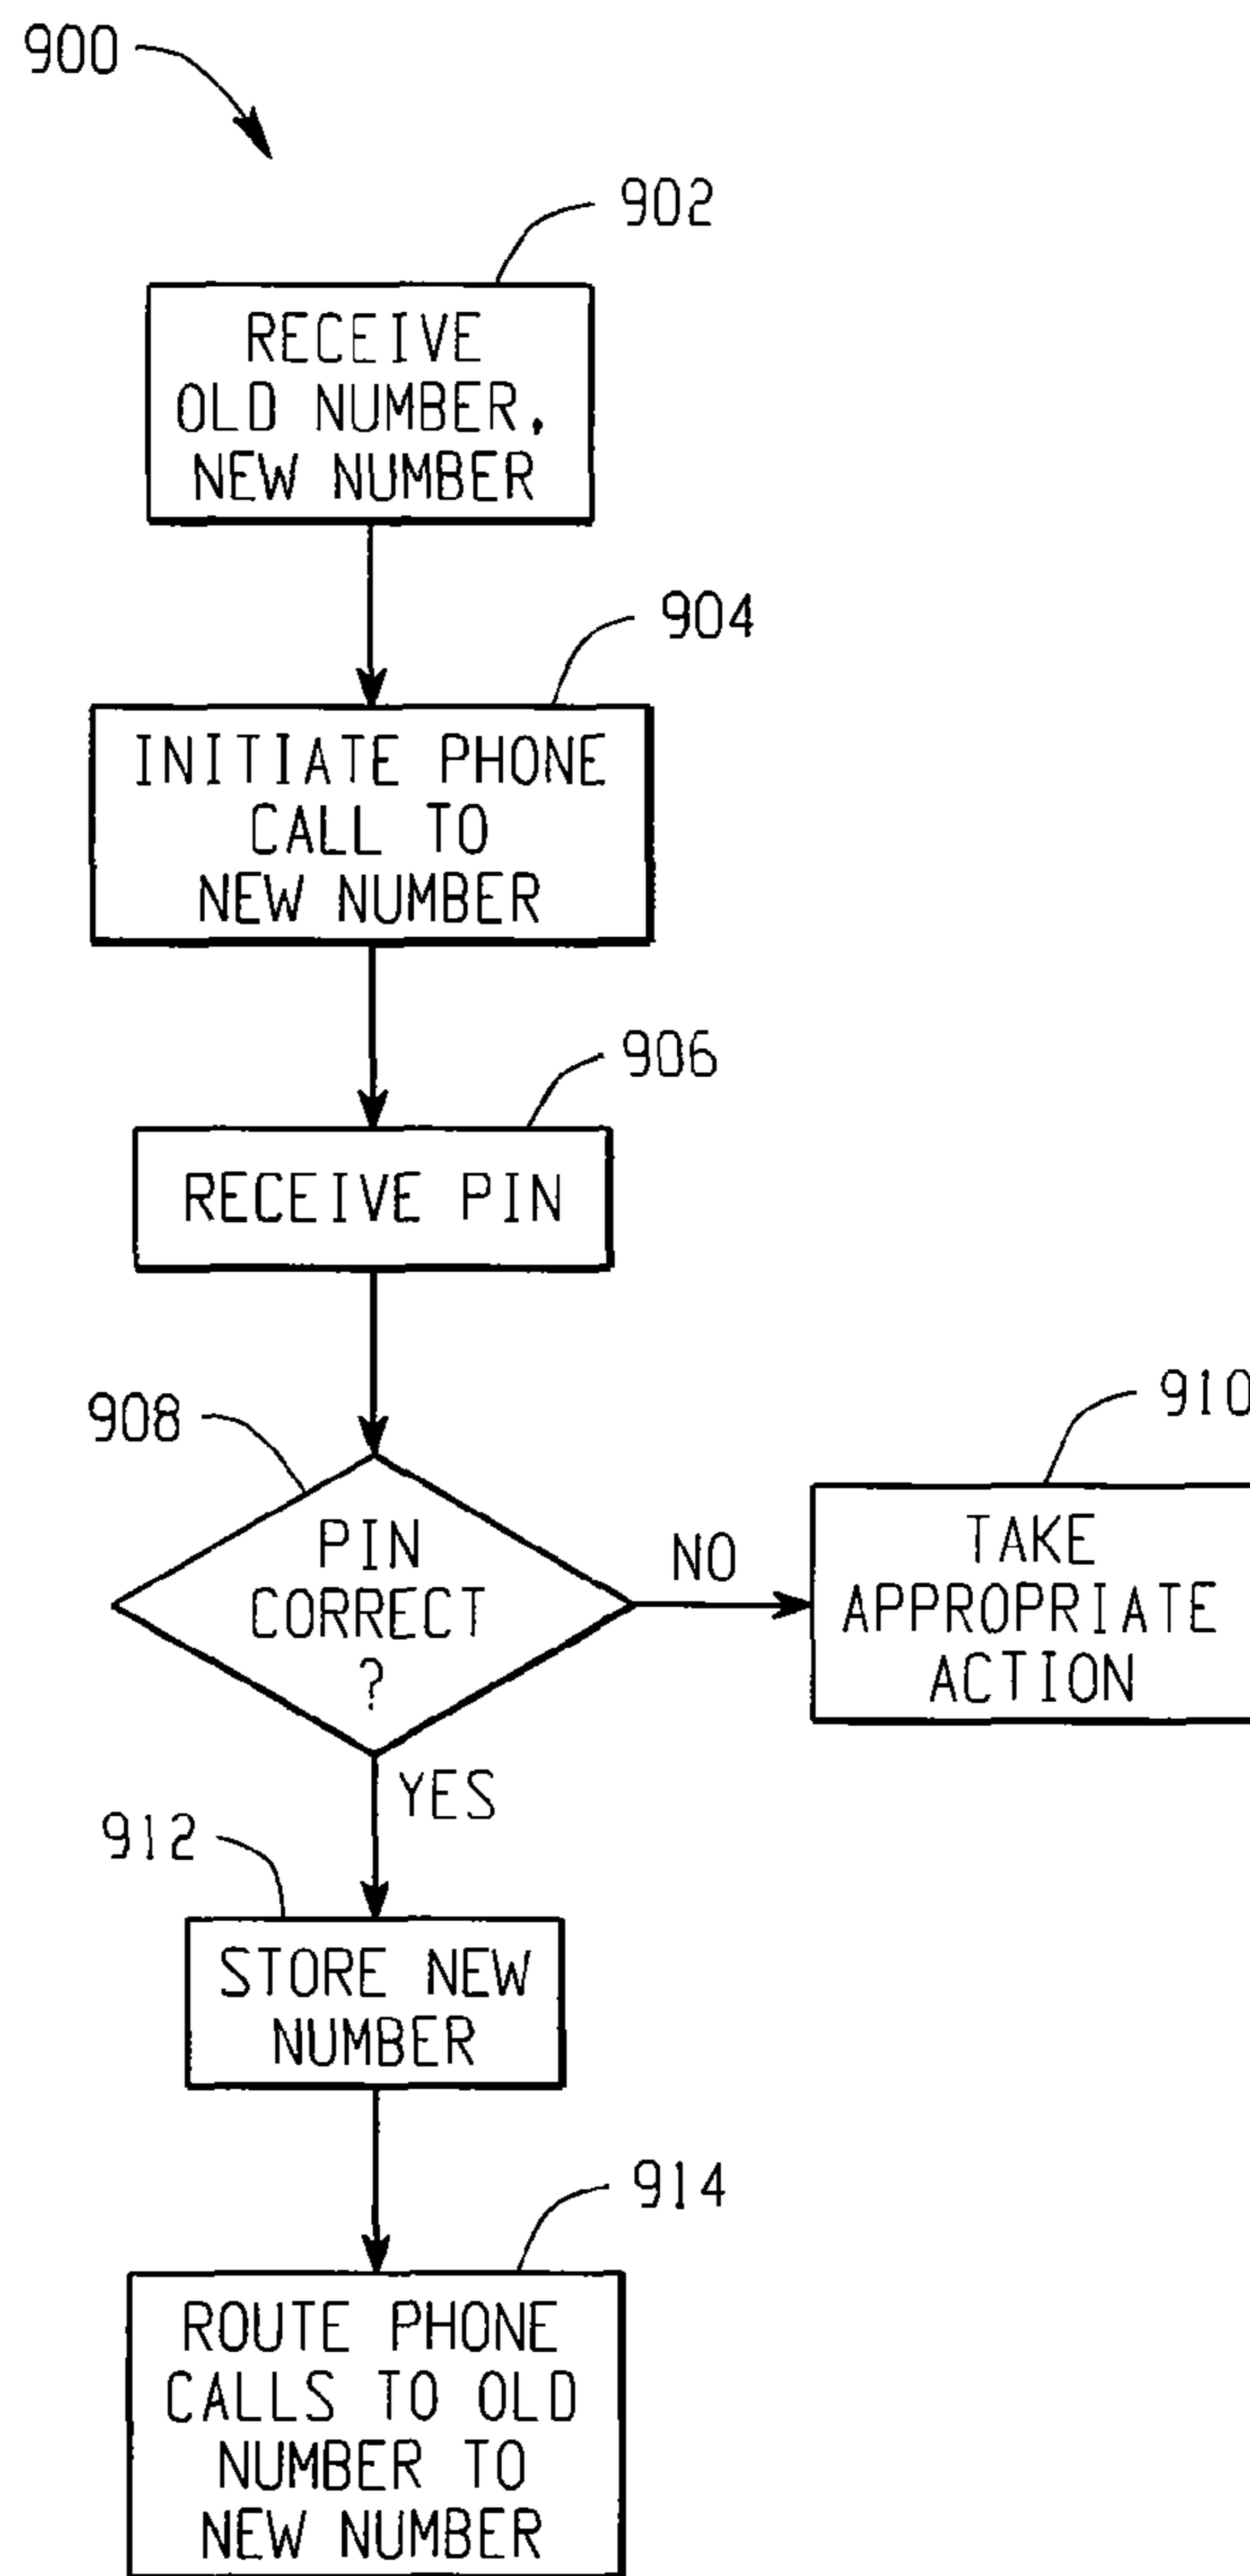 900
902
RECEIVE
OLD NUMBER,
NEW NUMBER
904
INITIATE PHONE
CALL TO
NEW NUMBER
906
RECEIVE PIN
908
PIN
CORRECT
?
NO
910
TAKE
APPROPRIATE
ACTION
YES
912
STORE NEW
NUMBER
914
ROUTE PHONE
CALLS TO OLD
NUMBER TO
NEW NUMBER